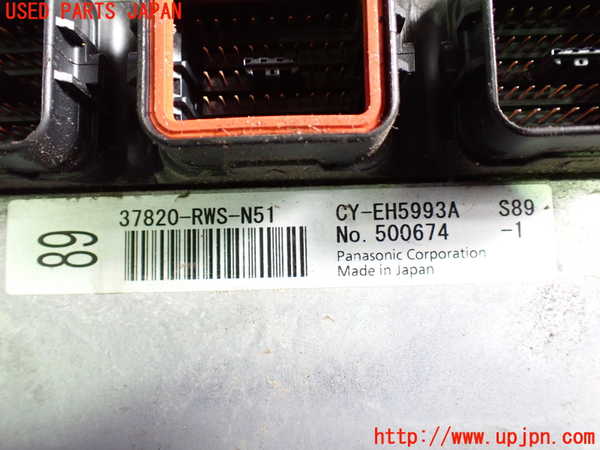 USED PARTS JAPAN
89
37820-RWS-N51
CY-EH5993A S89
No. 500674 -1
Panasonic Corporation
Made in Japan
http://www.upjpn.com/